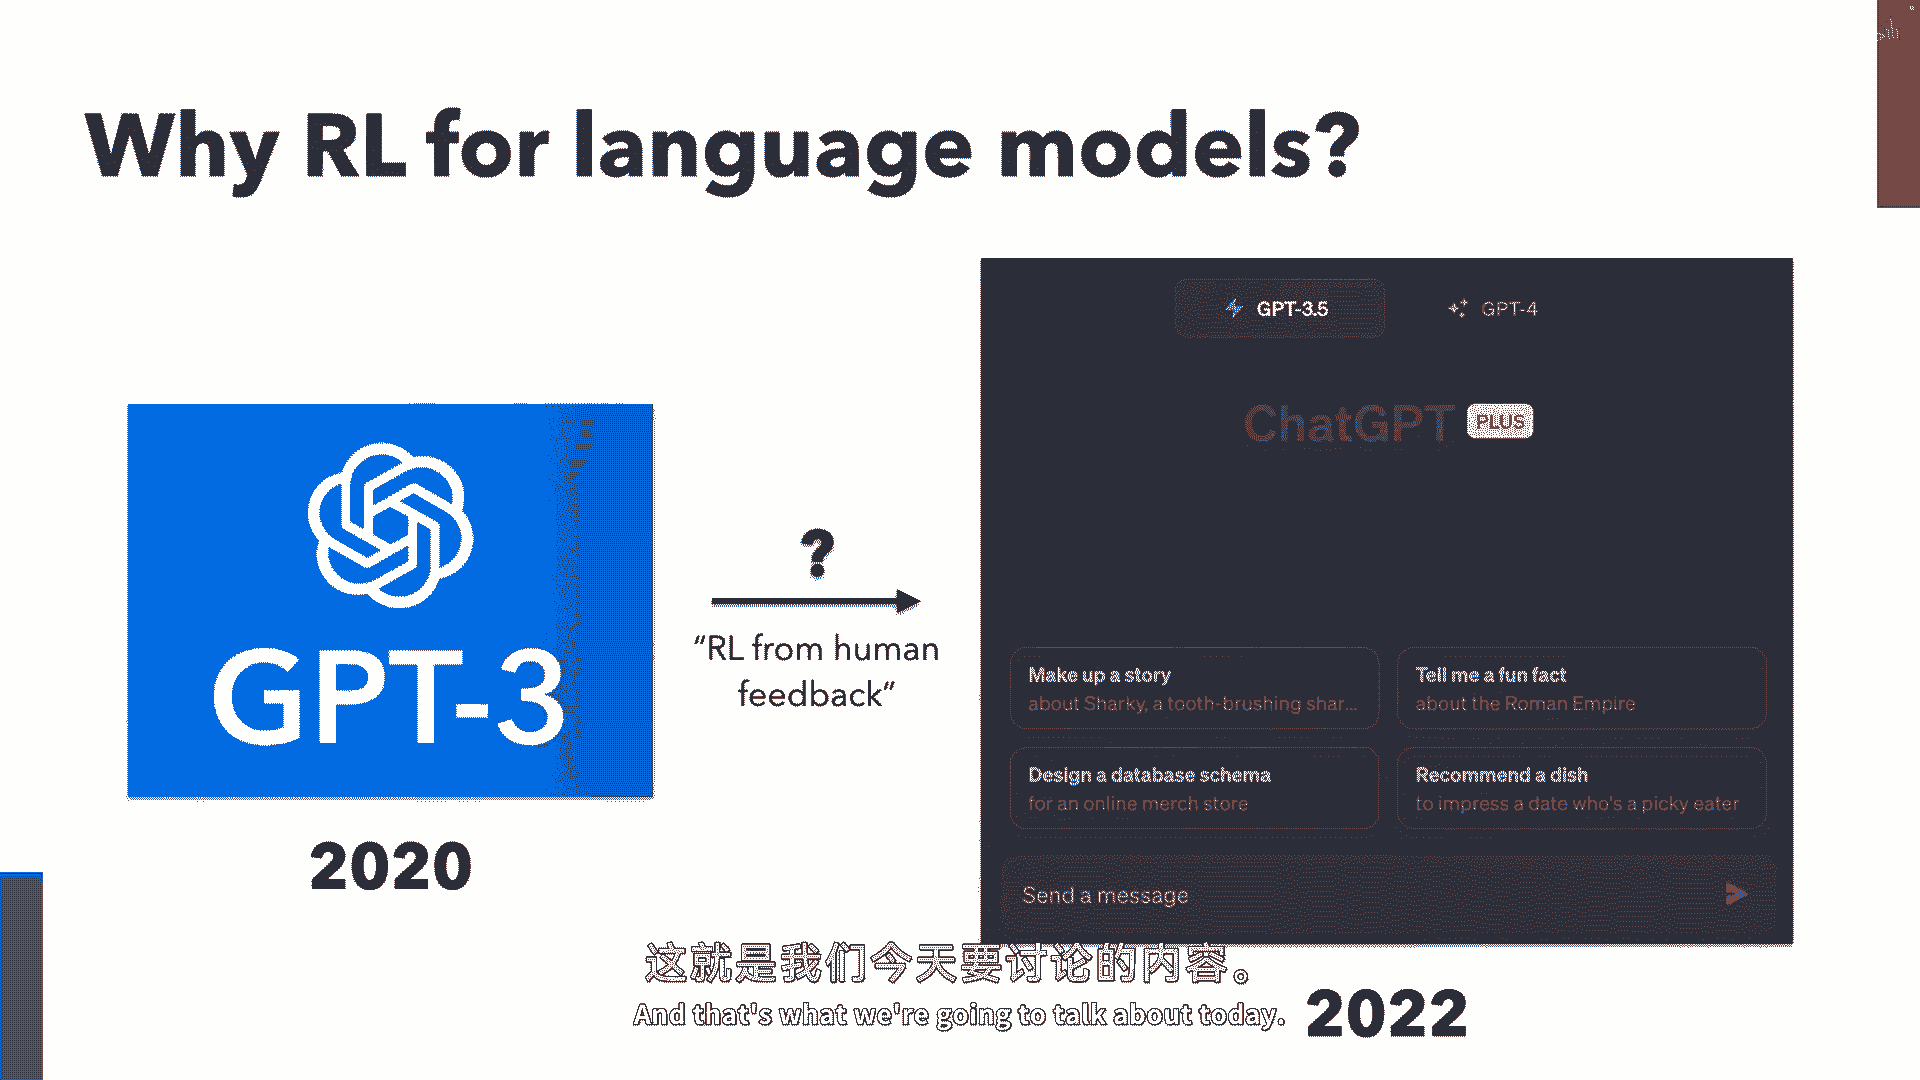 Why RL for language models?
GPT-3.5
GPT-4
ChatGPT PLUS
GPT-3
?
“RL from human
feedback”
Make up a story
about Sharky, a tooth-brushing shar...
Tell me a fun fact
about the Roman Empire
Design a database schema
for an online merch store
Recommend a dish
to impress a date who's a picky eater
Send a message
2020
2022
这就是我们今天要讨论的内容。
And that's what we're going to talk about today.